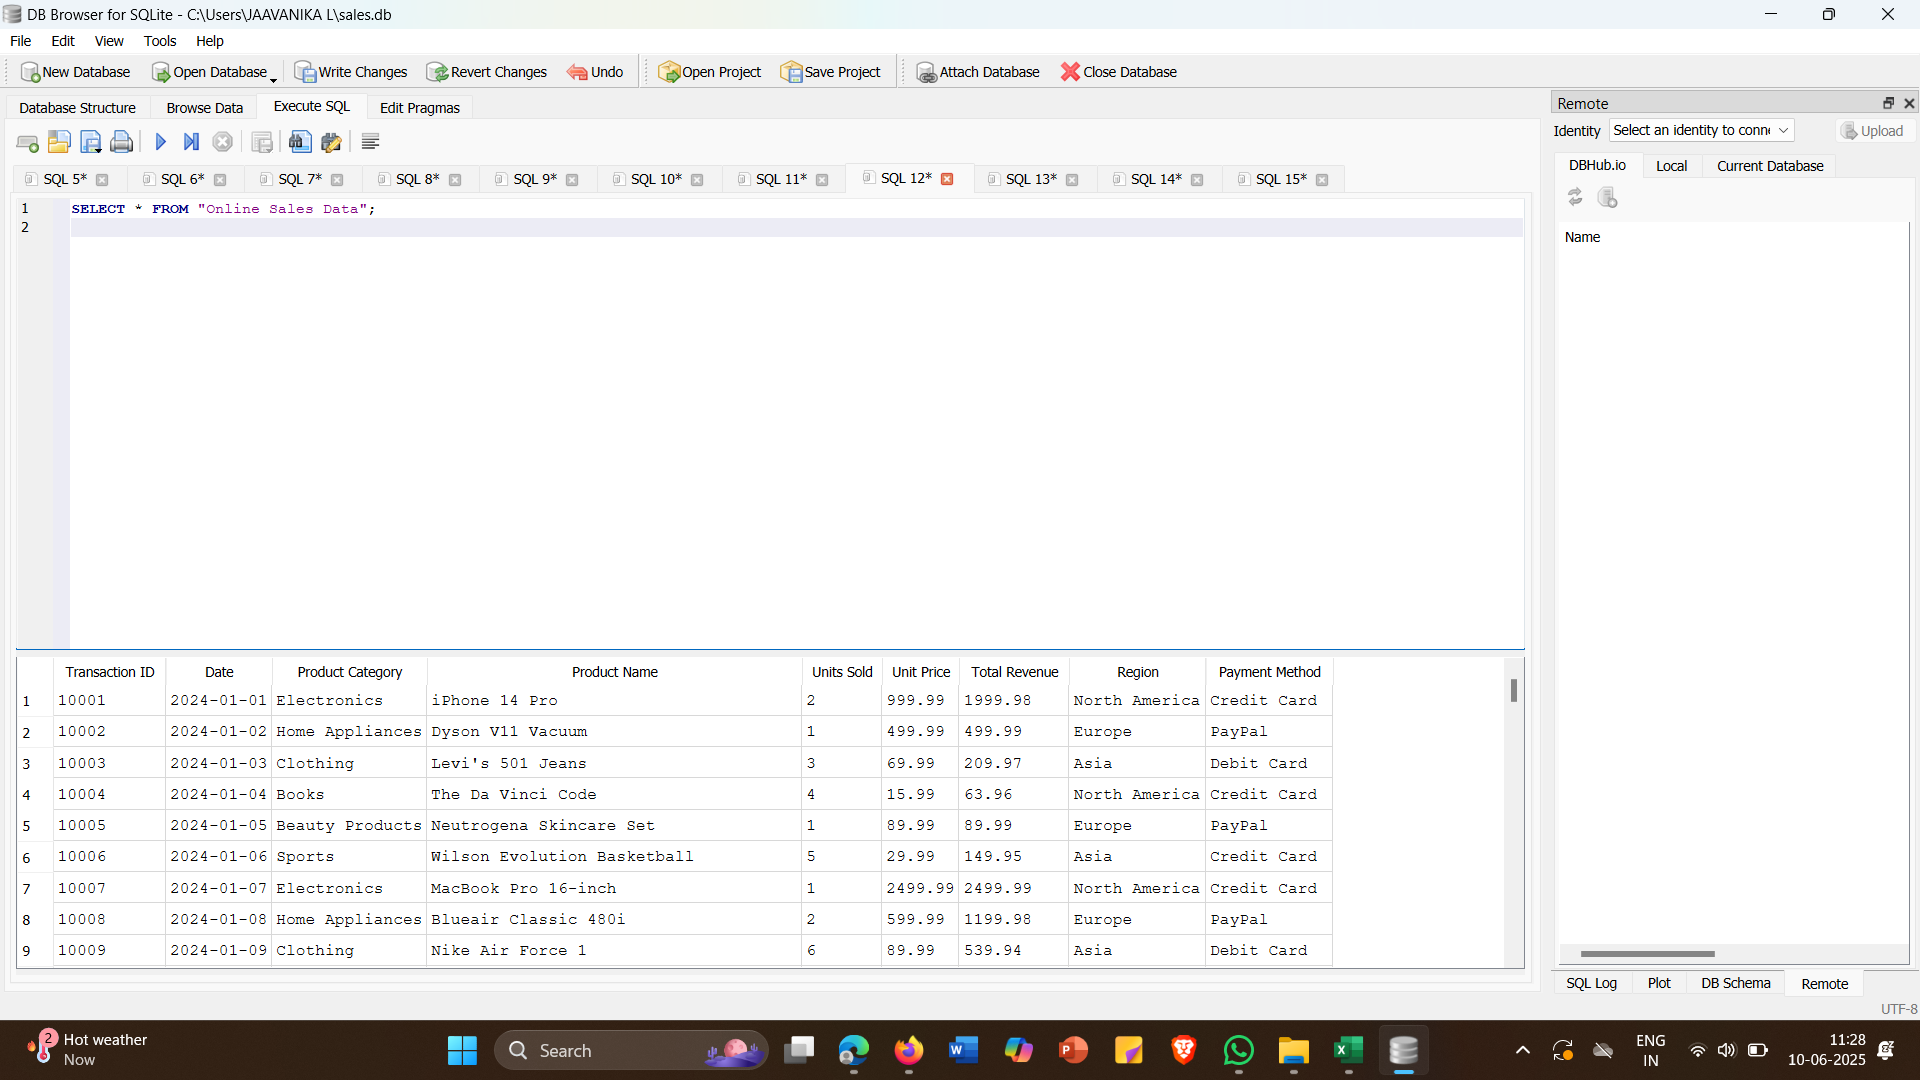 DB Browser for SQLite - C:\Users\JAAVANIKA L\sales.db
File Edit View Tools Help
New Database Open Database Write Changes Revert Changes Undo Open Project Save Project Attach Database Close Database
Database Structure Browse Data Execute SQL Edit Pragmas
SQL 5* SQL 6* SQL 7* SQL 8* SQL 9* SQL 10* SQL 11* SQL 12* SQL 13* SQL 14* SQL 15*
1 SELECT * FROM "Online Sales Data";
2
Transaction ID Date Product Category Product Name Units Sold Unit Price Total Revenue Region Payment Method
1 10001 2024-01-01 Electronics iPhone 14 Pro 2 999.99 1999.98 North America Credit Card
2 10002 2024-01-02 Home Appliances Dyson V11 Vacuum 1 499.99 499.99 Europe PayPal
3 10003 2024-01-03 Clothing Levi's 501 Jeans 3 69.99 209.97 Asia Debit Card
4 10004 2024-01-04 Books The Da Vinci Code 4 15.99 63.96 North America Credit Card
5 10005 2024-01-05 Beauty Products Neutrogena Skincare Set 1 89.99 89.99 Europe PayPal
6 10006 2024-01-06 Sports Wilson Evolution Basketball 5 29.99 149.95 Asia Credit Card
7 10007 2024-01-07 Electronics MacBook Pro 16-inch 1 2499.99 2499.99 North America Credit Card
8 10008 2024-01-08 Home Appliances Blueair Classic 480i 2 599.99 1199.98 Europe PayPal
9 10009 2024-01-09 Clothing Nike Air Force 1 6 89.99 539.94 Asia Debit Card
Remote
Identity Select an identity to conne Upload
DBHub.io Local Current Database
Name
SQL Log Plot DB Schema Remote
UTF-8
2 Hot weather
Now
Search
ENG
IN
11:28
10-06-2025